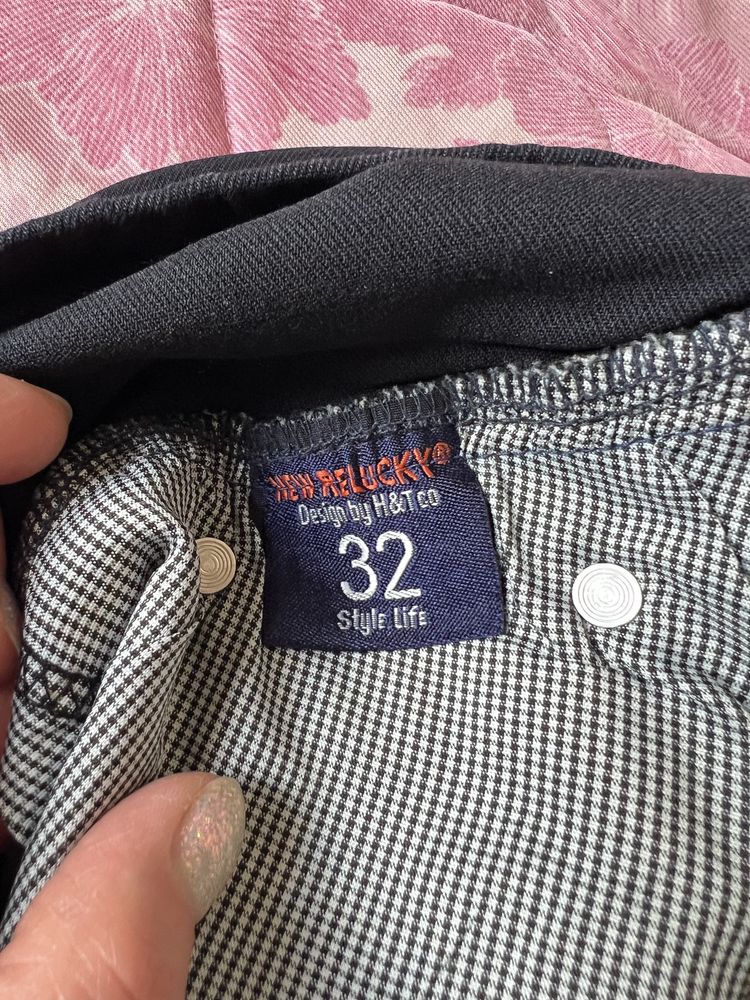 NEW RELUCKY®
Design by H&T co
32
Style Life